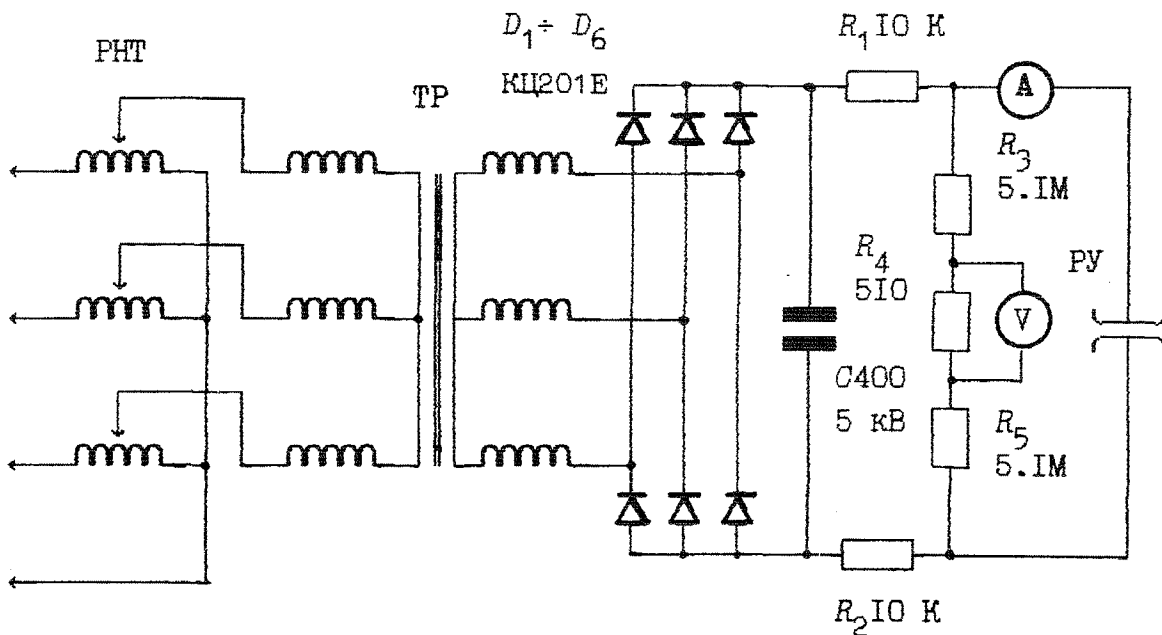 D1 ÷ D6
КЦ201Е
РНТ
ТР
R1 10 К
А
R3
5.1М
R4
510
V
РУ
С400
5 кВ
R5
5.1М
R2 10 К